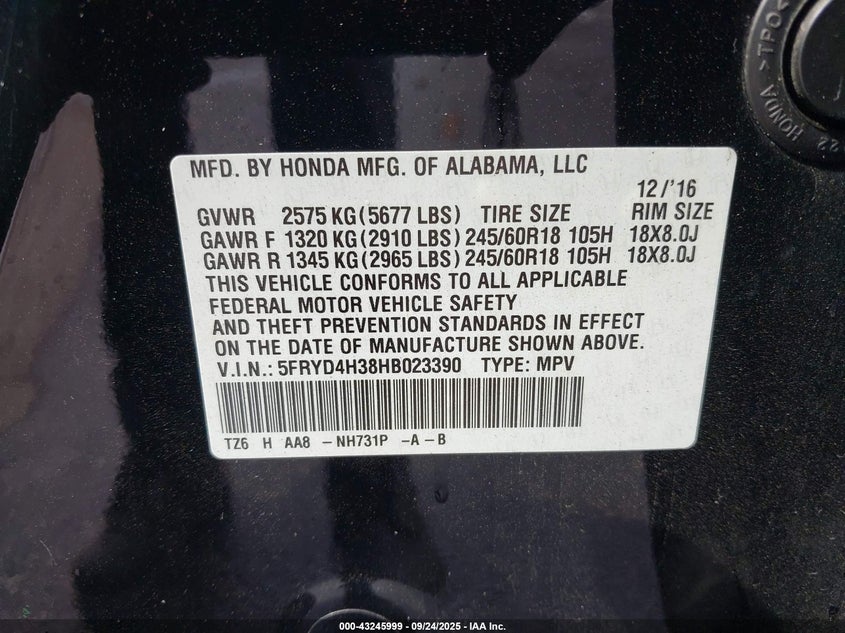 HONDA >TPO<
22
MFD. BY HONDA MFG. OF ALABAMA, LLC
12/'16
GVWR 2575 KG (5677 LBS) TIRE SIZE RIM SIZE
GAWR F 1320 KG (2910 LBS) 245/60R18 105H 18X8.0J
GAWR R 1345 KG (2965 LBS) 245/60R18 105H 18X8.0J
THIS VEHICLE CONFORMS TO ALL APPLICABLE
FEDERAL MOTOR VEHICLE SAFETY
AND THEFT PREVENTION STANDARDS IN EFFECT
ON THE DATE OF MANUFACTURE SHOWN ABOVE.
V.I.N.: 5FRYD4H38HB023390 TYPE: MPV
TZ6 H AA8 - NH731P -A - B
000-43245999 - 09/24/2025 - IAA Inc.